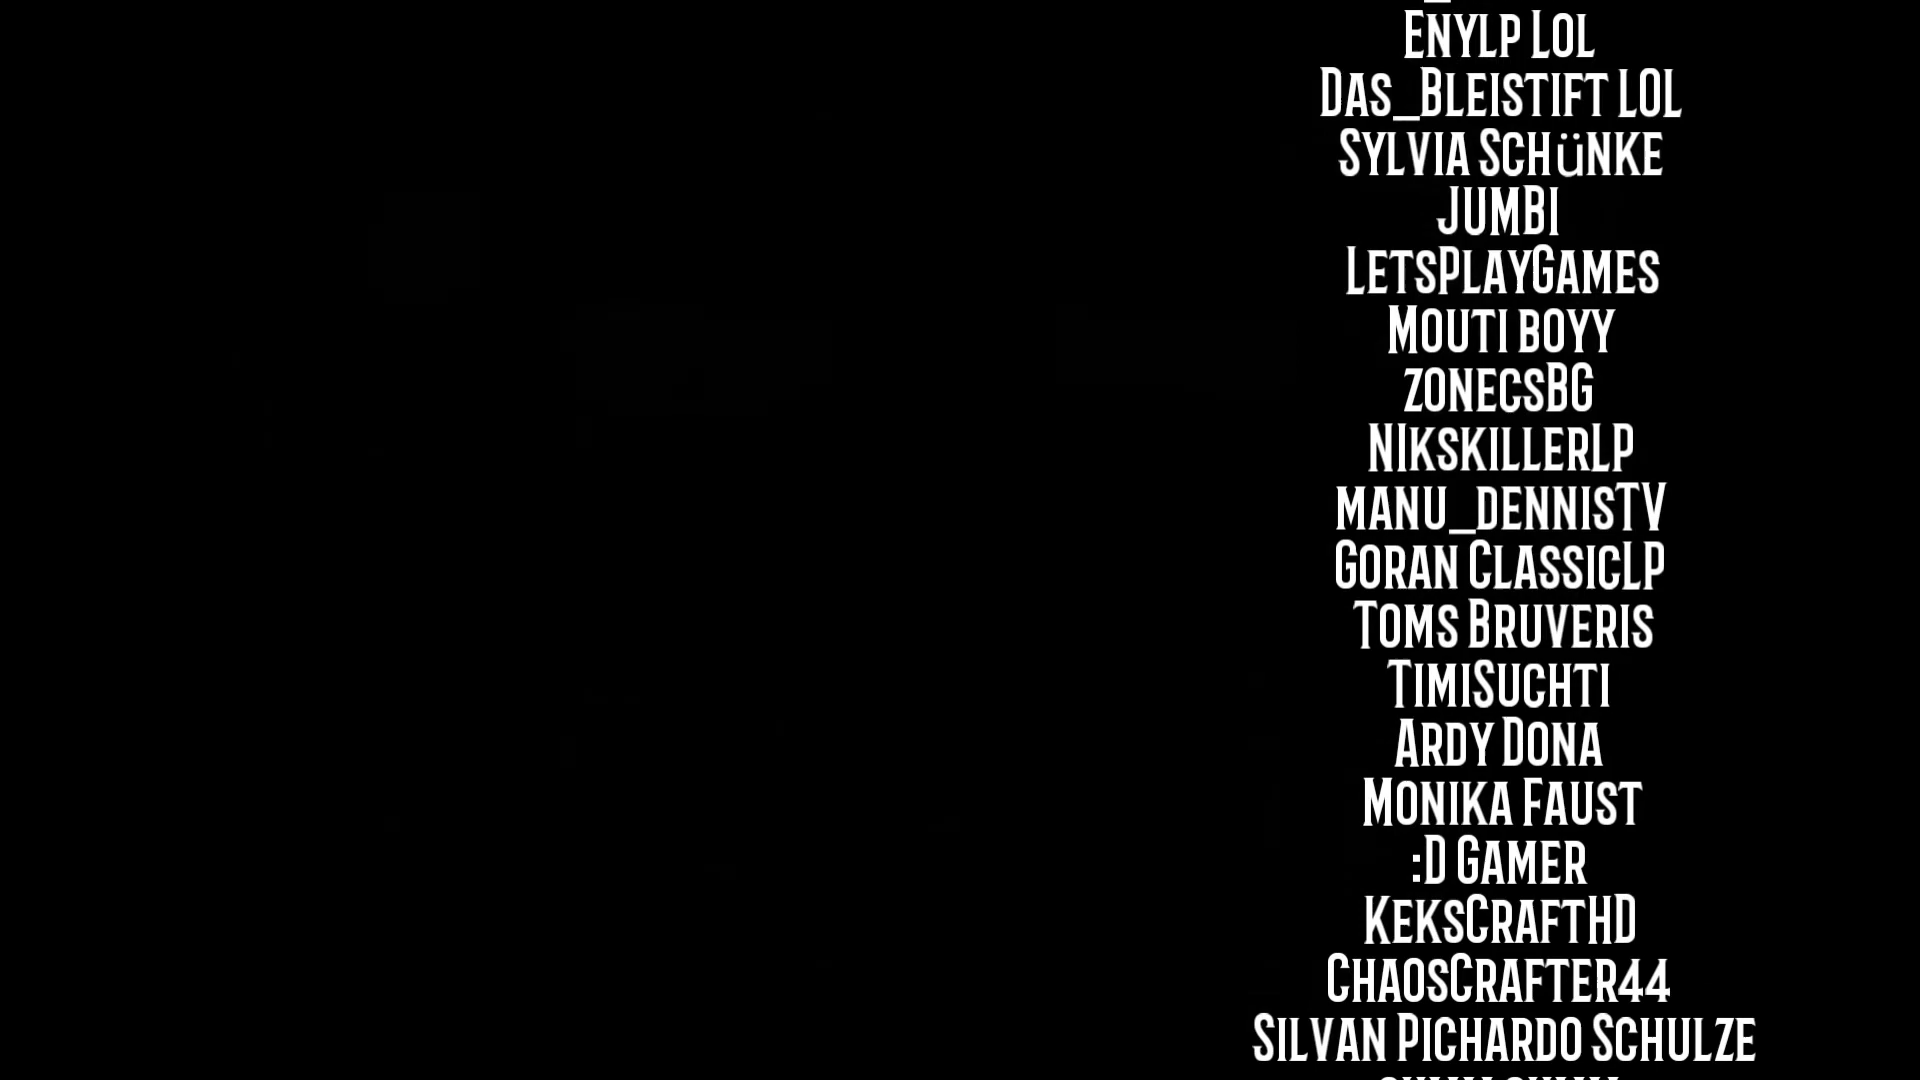 Enylp Lol
Das_Bleistift LOL
Sylvia Schünke
JUMBI
LetsPlayGames
Mouti boyy
zonecsBG
NikskillerLP
manu_dennisTV
Goran ClassicLP
Toms Bruveris
TimiSuchti
Ardy Dona
Monika Faust
:D Gamer
KeksCraftHD
ChaosCrafter44
Silvan Pichardo Schulze